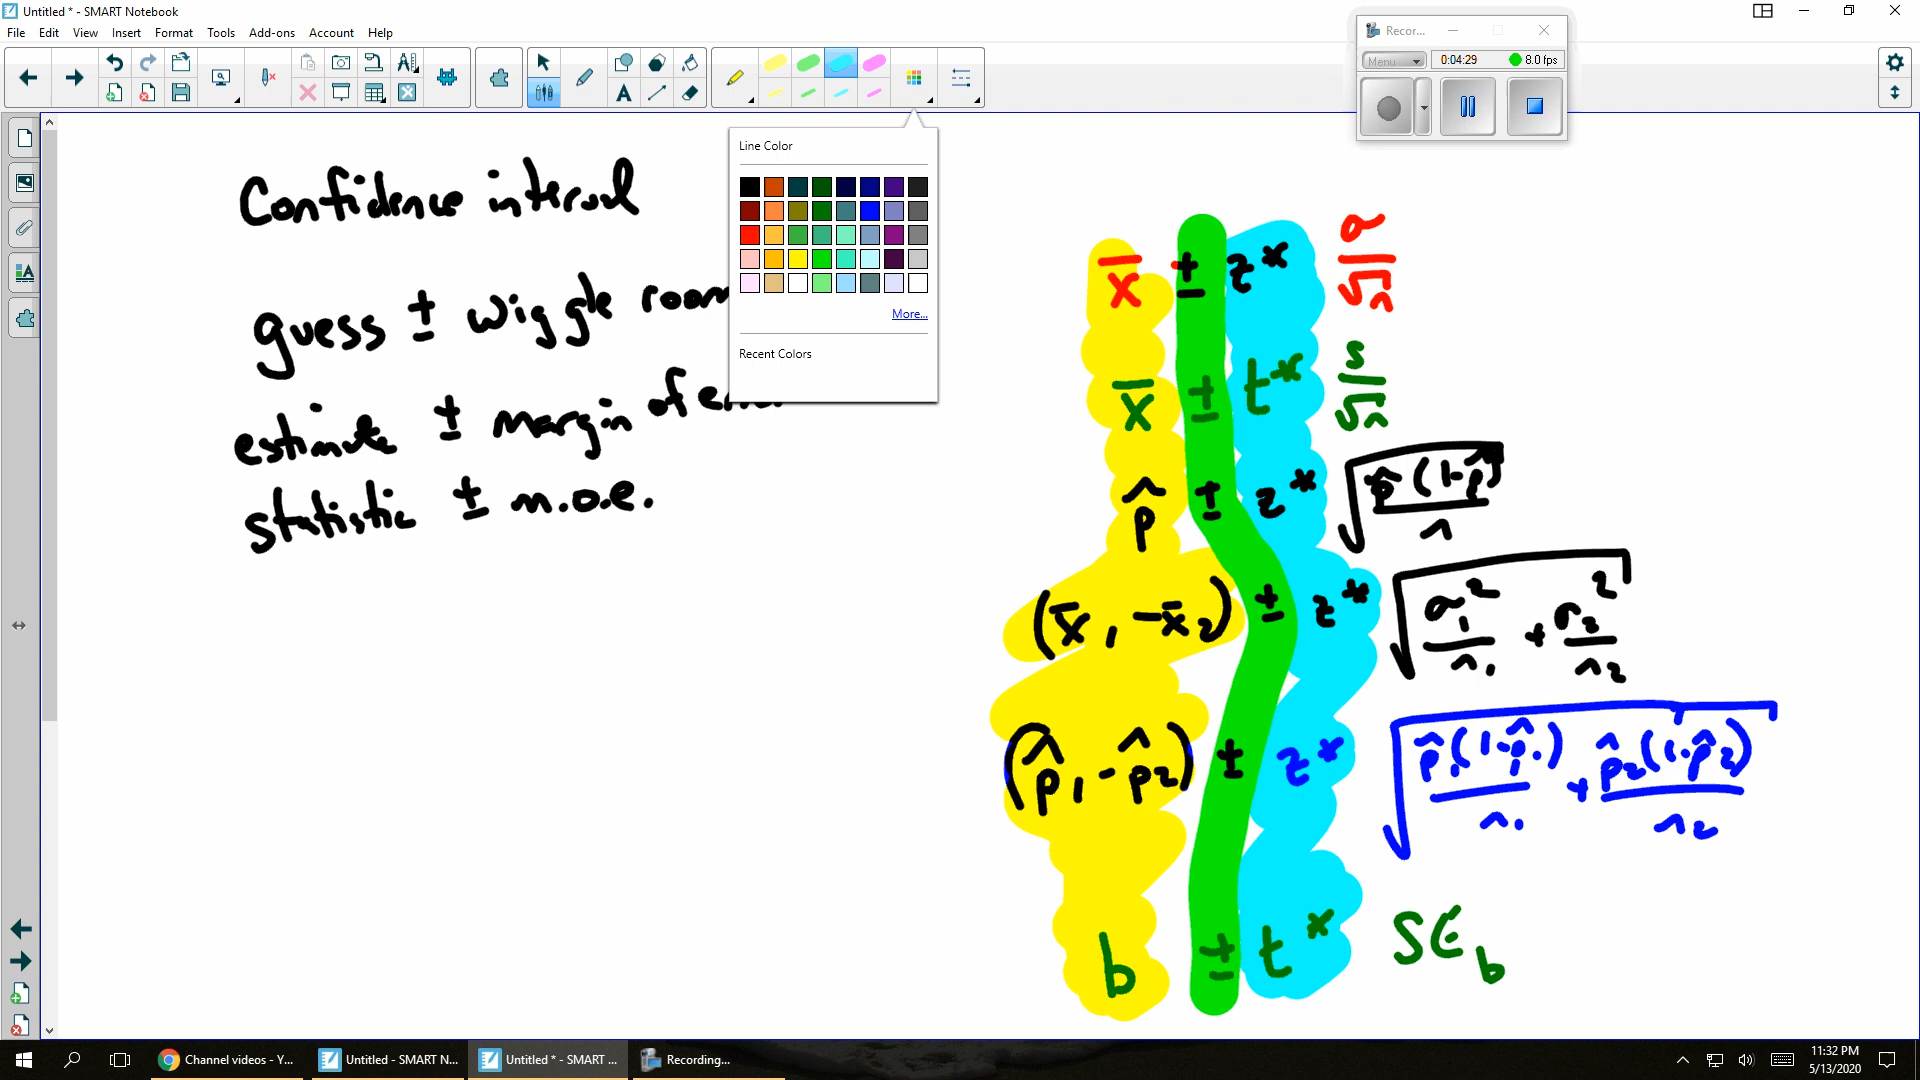 Untitled * - SMART Notebook
File Edit View Insert Format Tools Add-ons Account Help
Recor...
Menu 0:04:29 8.0 fps
Line Color
More...
Recent Colors
Confidence interval
guess ± wiggle room
estimate ± margin of
statistic ± m.o.e.
x̄ ± z* σ/√n
x̄ ± t* s/√n
p̂ ± z* √(p̂(1-p̂)/n)
(x̄₁-x̄₂) ± z* √(σ₁²/n₁ + σ₂²/n₂)
(p̂₁-p̂₂) ± z* √(p̂₁(1-p̂₁)/n₁ + p̂₂(1-p̂₂)/n₂)
b ± t* SE_b
Channel videos - Y... Untitled - SMART N... Untitled * - SMART ... Recording...
11:32 PM
5/13/2020